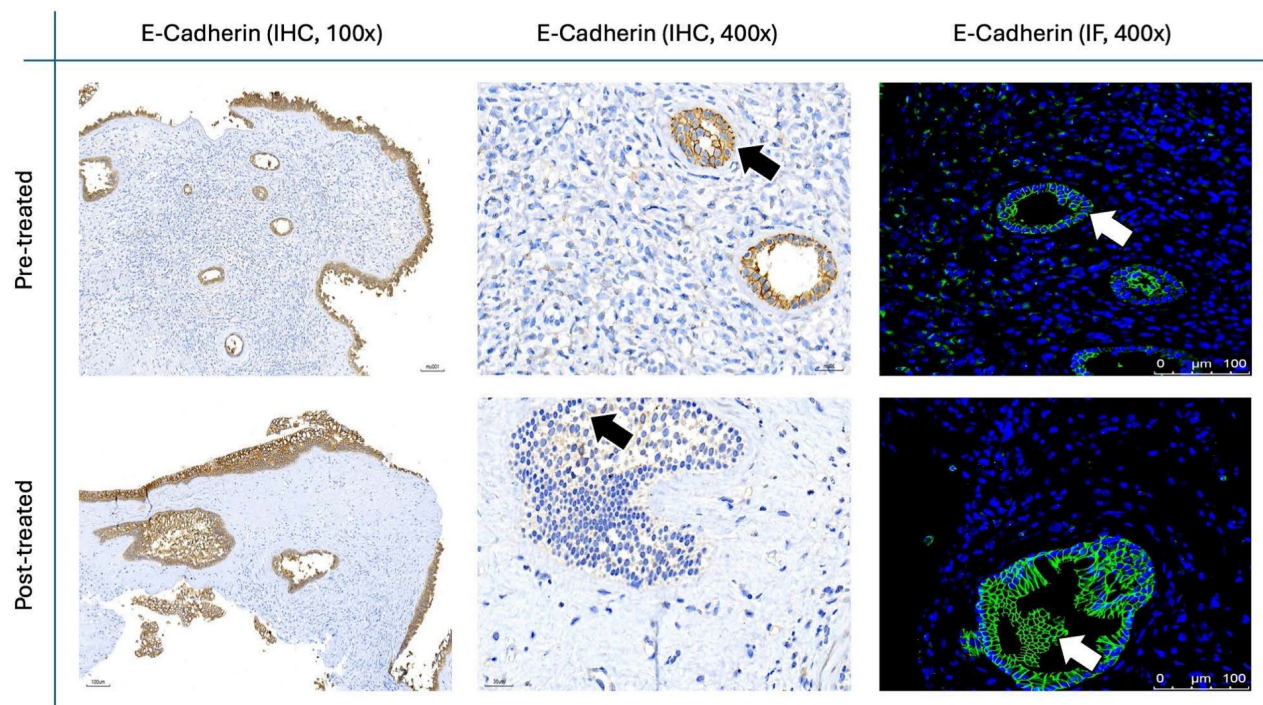 E-Cadherin (IHC, 100x) E-Cadherin (IHC, 400x) E-Cadherin (IF, 400x)
Pre-treated
0 µm 100
Post-treated
100µm
0 µm 100